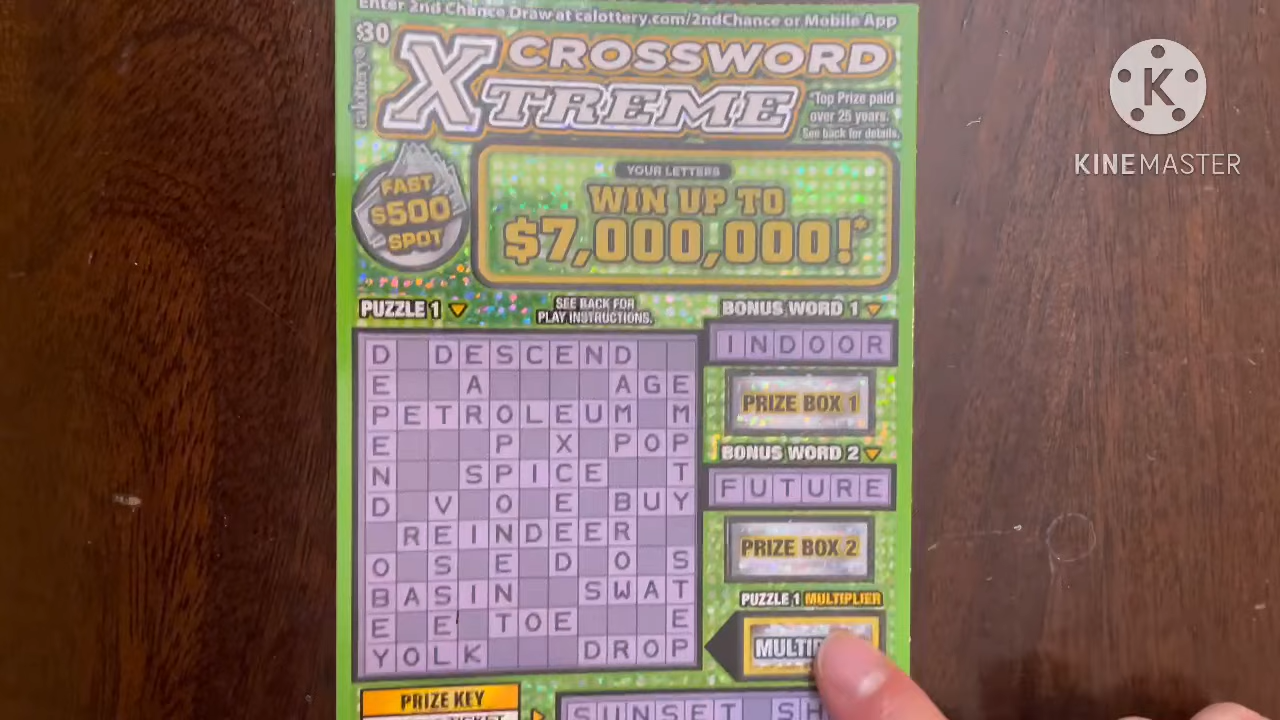 Enter 2nd Chance Draw at calottery.com/2ndChance or Mobile App
$30
calottery
CROSSWORD
XTREME
*Top Prize paid
over 25 years.
See back for details.
K
KINEMASTER
FAST
$500
SPOT
YOUR LETTERS
WIN UP TO
$7,000,000!*
PUZZLE 1
SEE BACK FOR
PLAY INSTRUCTIONS.
BONUS WORD 1
INDOOR
PRIZE BOX 1
BONUS WORD 2
FUTURE
PRIZE BOX 2
PUZZLE 1 MULTIPLIER
D DESCEND
E A AGE
PETROLEUM M
E P X POP
N SPICE T
D V O E BUY
REINDEER R
O S E D O S
BASIN SWAT
E E TOE E
YOLK DROP
PRIZE KEY
SUNSET